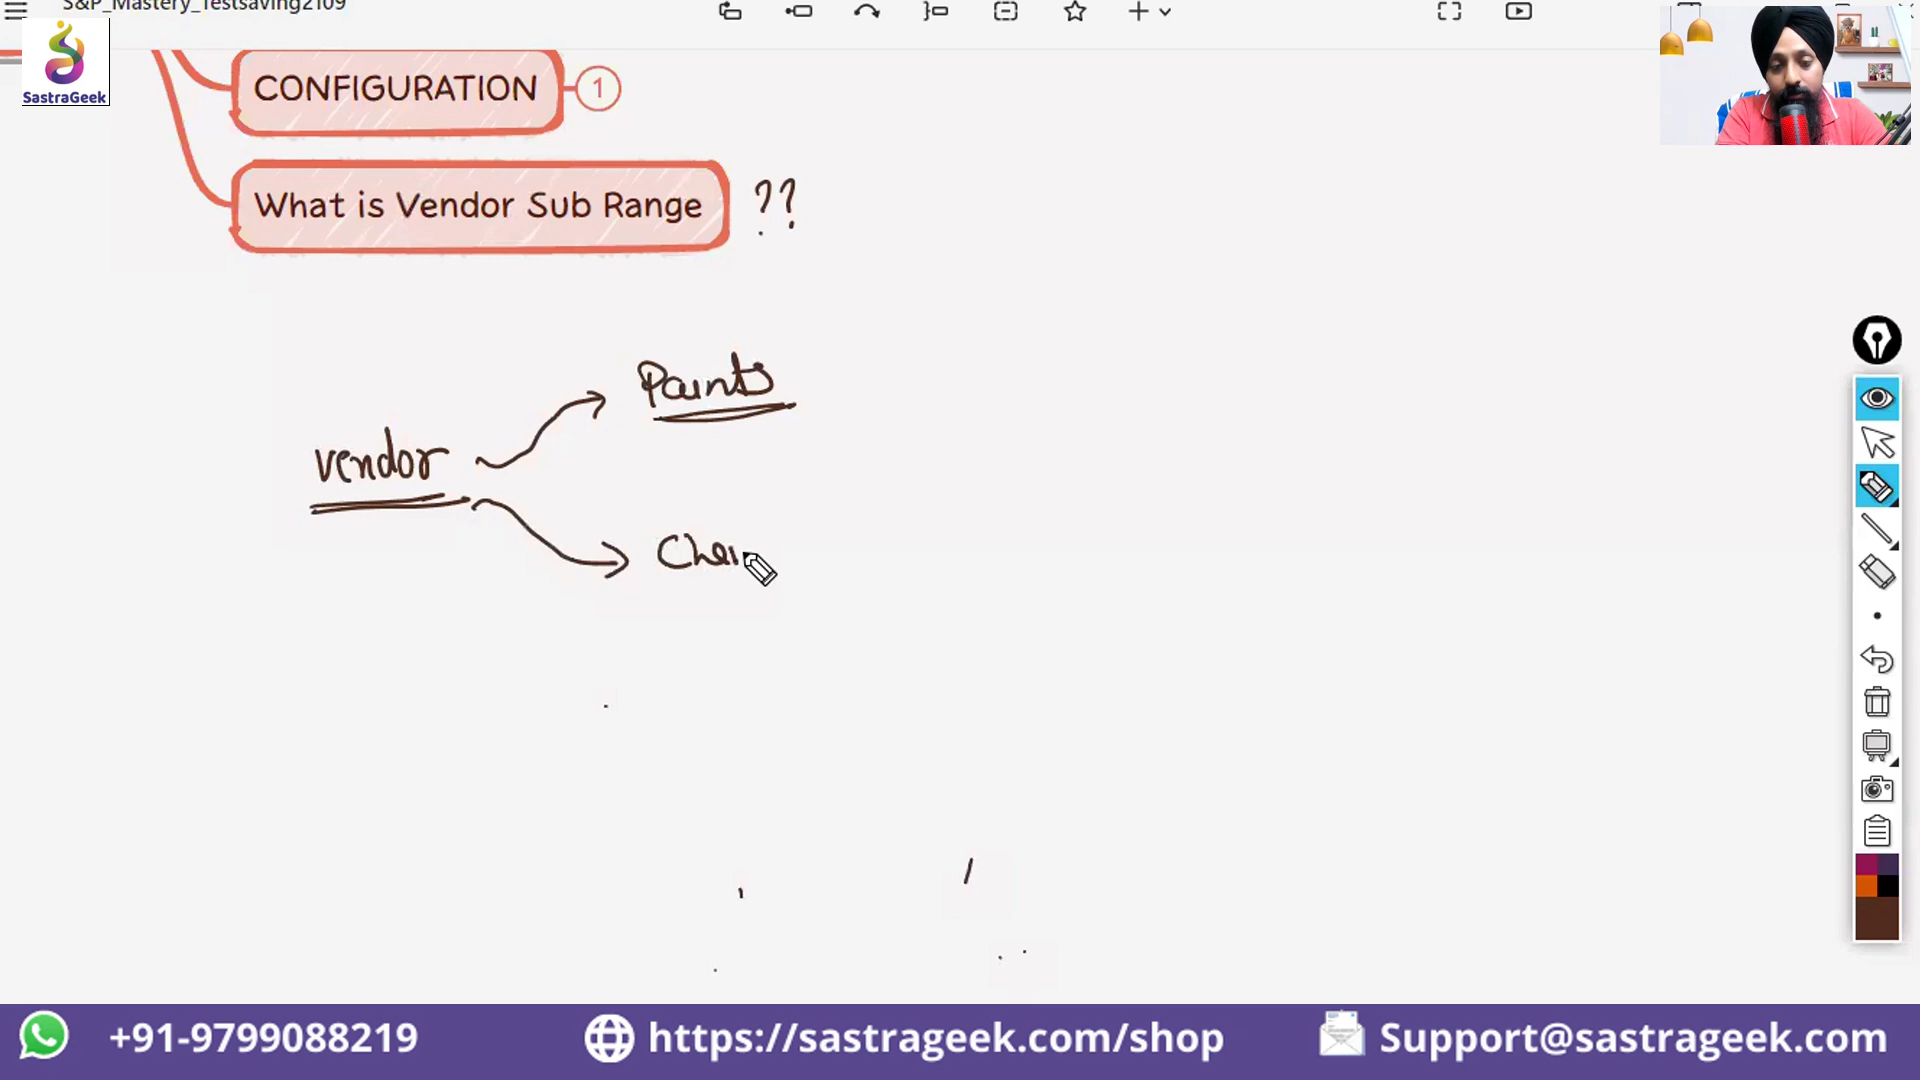 S&P_Mastery_Testsaving2109
SastraGeek
CONFIGURATION 1
What is Vendor Sub Range ??
Paints
vendor
+91-9799088219 https://sastrageek.com/shop Support@sastrageek.com